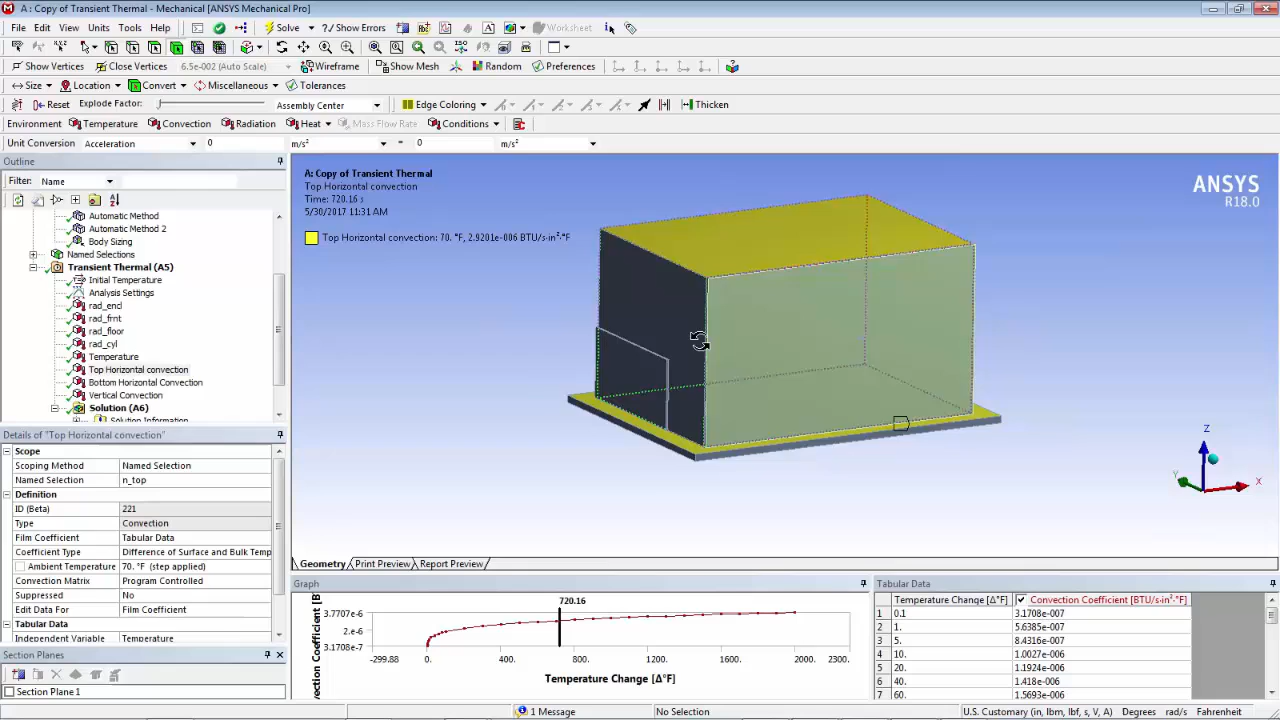 A : Copy of Transient Thermal - Mechanical [ANSYS Mechanical Pro]
File Edit View Units Tools Help Solve ?/ Show Errors Worksheet
Show Vertices Close Vertices 6.5e-002 (Auto Scale) Wireframe Show Mesh Random Preferences
Size Location Convert Miscellaneous Tolerances
Reset Explode Factor: Assembly Center Edge Coloring Thicken
Environment Temperature Convection Radiation Heat Mass Flow Rate Conditions
Unit Conversion Acceleration 0 m/s² = 0 m/s²
Outline
Filter: Name
Automatic Method
Automatic Method 2
Body Sizing
Named Selections
Transient Thermal (A5)
Initial Temperature
Analysis Settings
rad_encl
rad_frnt
rad_floor
rad_cyl
Temperature
Top Horizontal convection
Bottom Horizontal Convection
Vertical Convection
Solution (A6)
Solution Information
Details of "Top Horizontal convection"
Scope
Scoping Method Named Selection
Named Selection n_top
Definition
ID (Beta) 221
Type Convection
Film Coefficient Tabular Data
Coefficient Type Difference of Surface and Bulk Temp
Ambient Temperature 70. °F (step applied)
Convection Matrix Program Controlled
Suppressed No
Edit Data For Film Coefficient
Tabular Data
Independent Variable Temperature
Section Planes
Section Plane 1
A: Copy of Transient Thermal
Top Horizontal convection
Time: 720.16 s
5/30/2017 11:31 AM
Top Horizontal convection: 70. °F, 2.9201e-006 BTU/s·in²·°F
ANSYS
R18.0
Z
Y
X
Geometry Print Preview Report Preview
Graph
720.16
3.7707e-6
2.e-6
3.1708e-7
-299.88 0. 400. 800. 1200. 1600. 2000. 2300.
Temperature Change [Δ°F]
vection Coefficient [B
Tabular Data
Temperature Change [Δ°F] Convection Coefficient [BTU/s·in²·°F]
1 0.1 3.1708e-007
2 1. 5.6385e-007
3 5. 8.4316e-007
4 10. 1.0027e-006
5 20. 1.1924e-006
6 40. 1.418e-006
7 60. 1.5693e-006
1 Message No Selection U.S. Customary (in, lbm, lbf, s, V, A) Degrees rad/s Fahrenheit